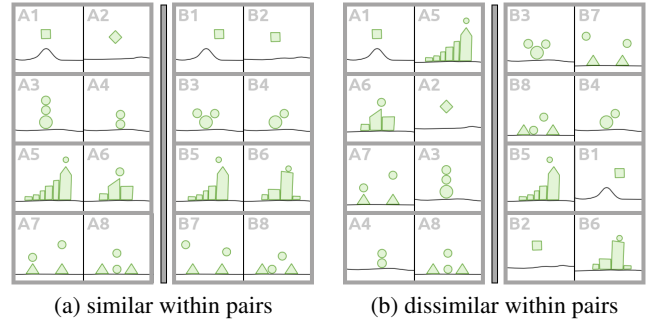 A1 A2 B1 B2
A3 A4 B3 B4
A5 A6 B5 B6
A7 A8 B7 B8
(a) similar within pairs
A1 A5 B3 B7
A6 A2 B8 B4
A7 A3 B5 B1
A4 A8 B2 B6
(b) dissimilar within pairs